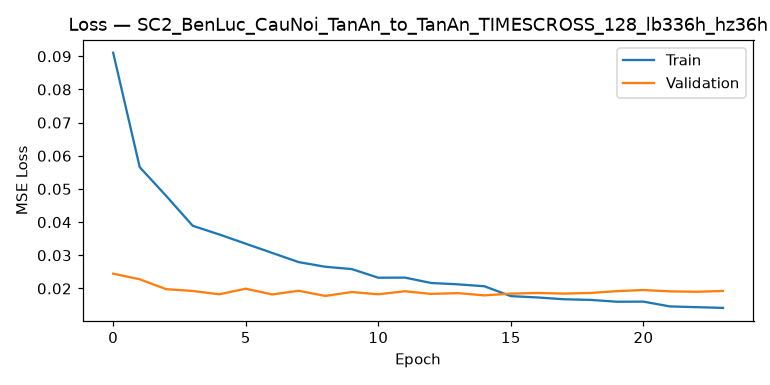 Loss — SC2_BenLuc_CauNoi_TanAn_to_TanAn_TIMESCROSS_128_lb336h_hz36h
Train
Validation
MSE Loss
0.09
0.08
0.07
0.06
0.05
0.04
0.03
0.02
0 5 10 15 20
Epoch